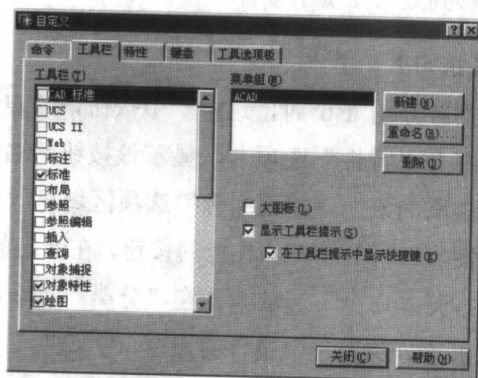 自定义
命令 工具栏 特性 键盘 工具选项板
工具栏(T)
CAD 标准
UCS
UCS II
Web
标注
标准
布局
参照
参照编辑
插入
查询
对象捕捉
对象特性
绘图
菜单组(M)
ACAD
新建(N)...
重命名(R)...
删除(D)
大图标(L)
显示工具栏提示(S)
在工具栏提示中显示快捷键(K)
关闭(C) 帮助(H)